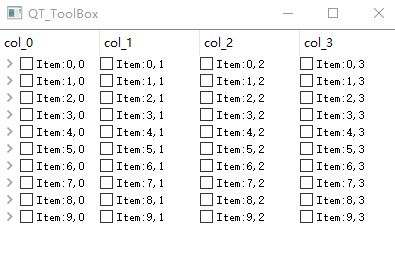 QT_ToolBox
col_0 col_1 col_2 col_3
Item:0,0 Item:0,1 Item:0,2 Item:0,3
Item:1,0 Item:1,1 Item:1,2 Item:1,3
Item:2,0 Item:2,1 Item:2,2 Item:2,3
Item:3,0 Item:3,1 Item:3,2 Item:3,3
Item:4,0 Item:4,1 Item:4,2 Item:4,3
Item:5,0 Item:5,1 Item:5,2 Item:5,3
Item:6,0 Item:6,1 Item:6,2 Item:6,3
Item:7,0 Item:7,1 Item:7,2 Item:7,3
Item:8,0 Item:8,1 Item:8,2 Item:8,3
Item:9,0 Item:9,1 Item:9,2 Item:9,3